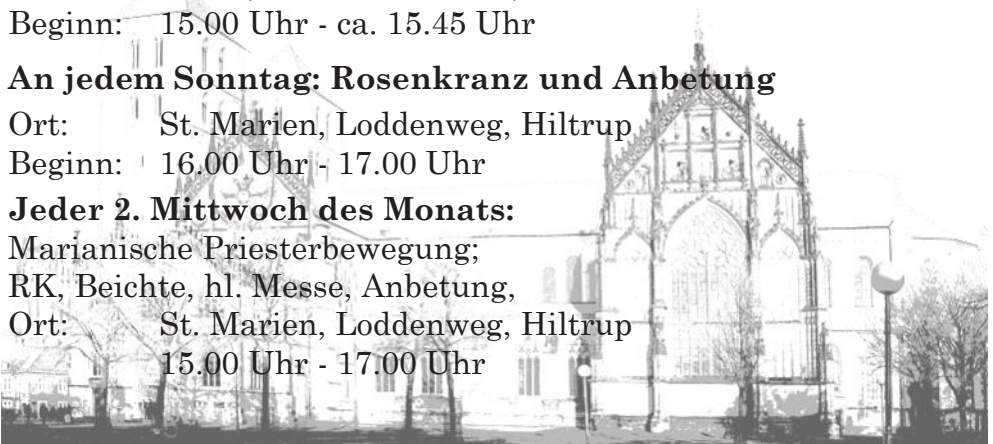 Beginn: 15.00 Uhr - ca. 15.45 Uhr
An jedem Sonntag: Rosenkranz und Anbetung
Ort: St. Marien, Loddenweg, Hiltrup
Beginn: 16.00 Uhr - 17.00 Uhr
Jeder 2. Mittwoch des Monats:
Marianische Priesterbewegung;
RK, Beichte, hl. Messe, Anbetung,
Ort: St. Marien, Loddenweg, Hiltrup
15.00 Uhr - 17.00 Uhr